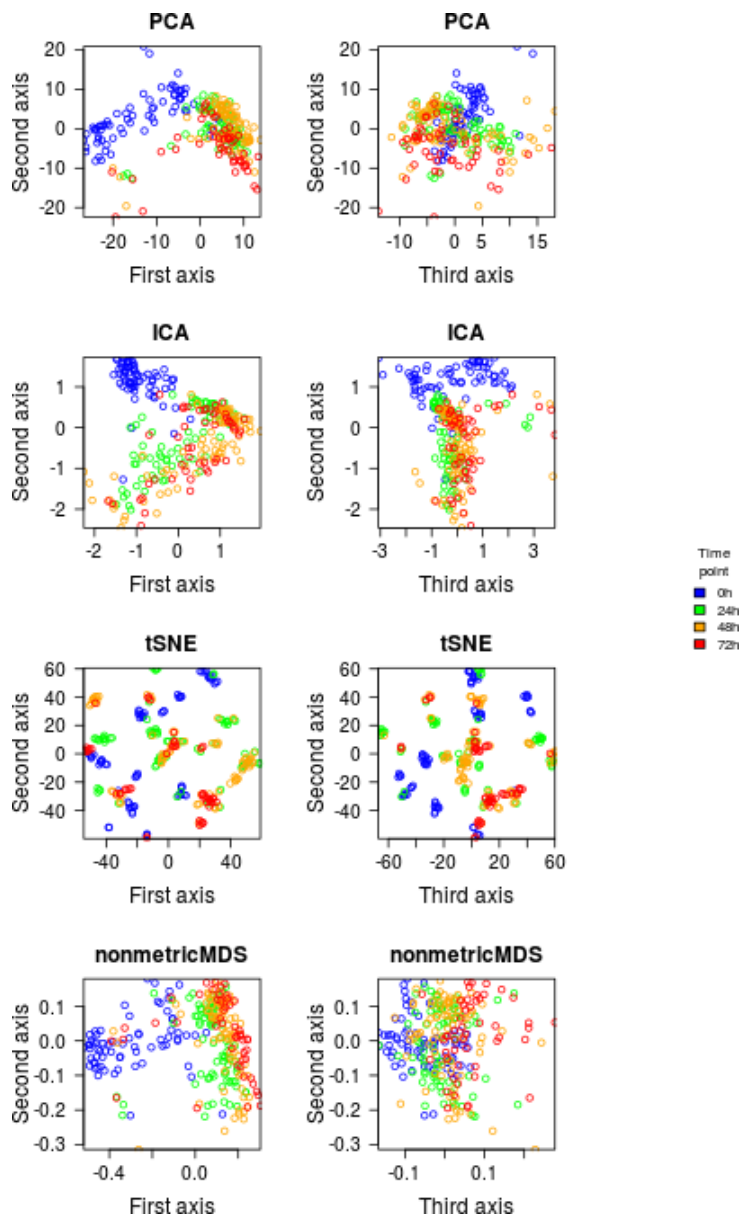 PCA
PCA
20
10
0
-10
-20
Second axis
-20
-10
0
10
First axis
20
10
0
-10
-20
Second axis
-10
0
5
15
Third axis
ICA
ICA
1
0
-1
-2
Second axis
-2
-1
0
1
First axis
1
0
-1
-2
Second axis
-3
-1
1
3
Third axis
Time
point
0h
24h
48h
72h
tSNE
tSNE
60
40
20
0
-20
-40
Second axis
-40
0
40
First axis
60
40
20
0
-20
-40
Second axis
-60
-20
20
60
Third axis
nonmetricMDS
nonmetricMDS
0.1
0.0
-0.1
-0.2
-0.3
Second axis
-0.4
0.0
First axis
0.1
0.0
-0.1
-0.2
-0.3
Second axis
-0.1
0.1
Third axis